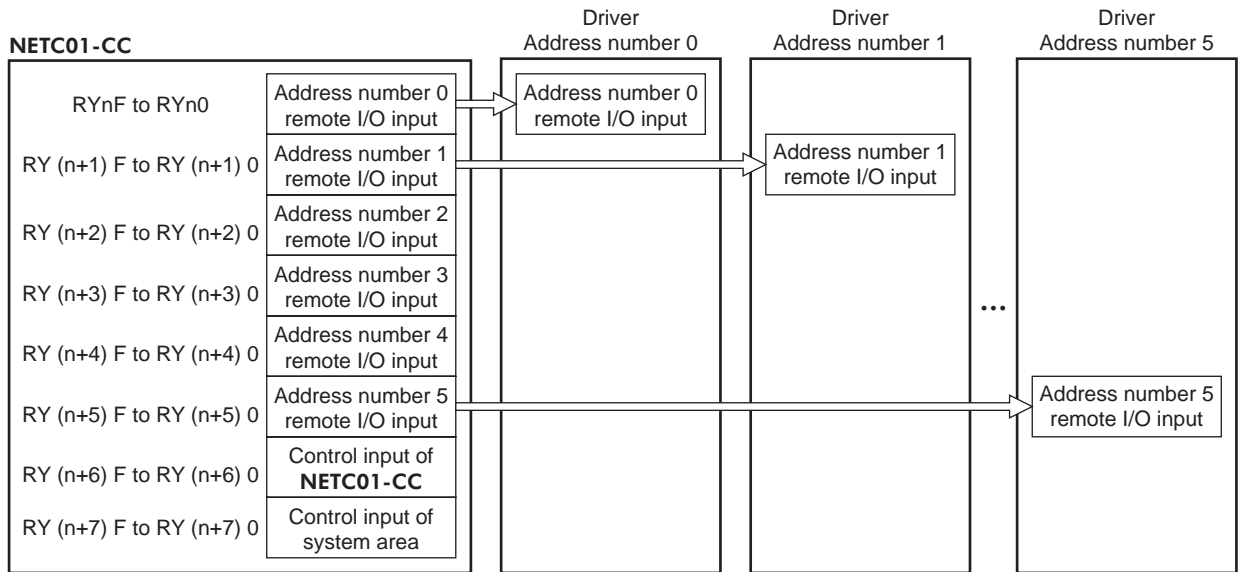 NETC01-CC
Driver
Address number 0
Driver
Address number 1
Driver
Address number 5
RYnF to RYn0
Address number 0
remote I/O input
Address number 0
remote I/O input
RY (n+1) F to RY (n+1) 0
Address number 1
remote I/O input
Address number 1
remote I/O input
RY (n+2) F to RY (n+2) 0
Address number 2
remote I/O input
RY (n+3) F to RY (n+3) 0
Address number 3
remote I/O input
...
RY (n+4) F to RY (n+4) 0
Address number 4
remote I/O input
RY (n+5) F to RY (n+5) 0
Address number 5
remote I/O input
Address number 5
remote I/O input
RY (n+6) F to RY (n+6) 0
Control input of
NETC01-CC
RY (n+7) F to RY (n+7) 0
Control input of
system area